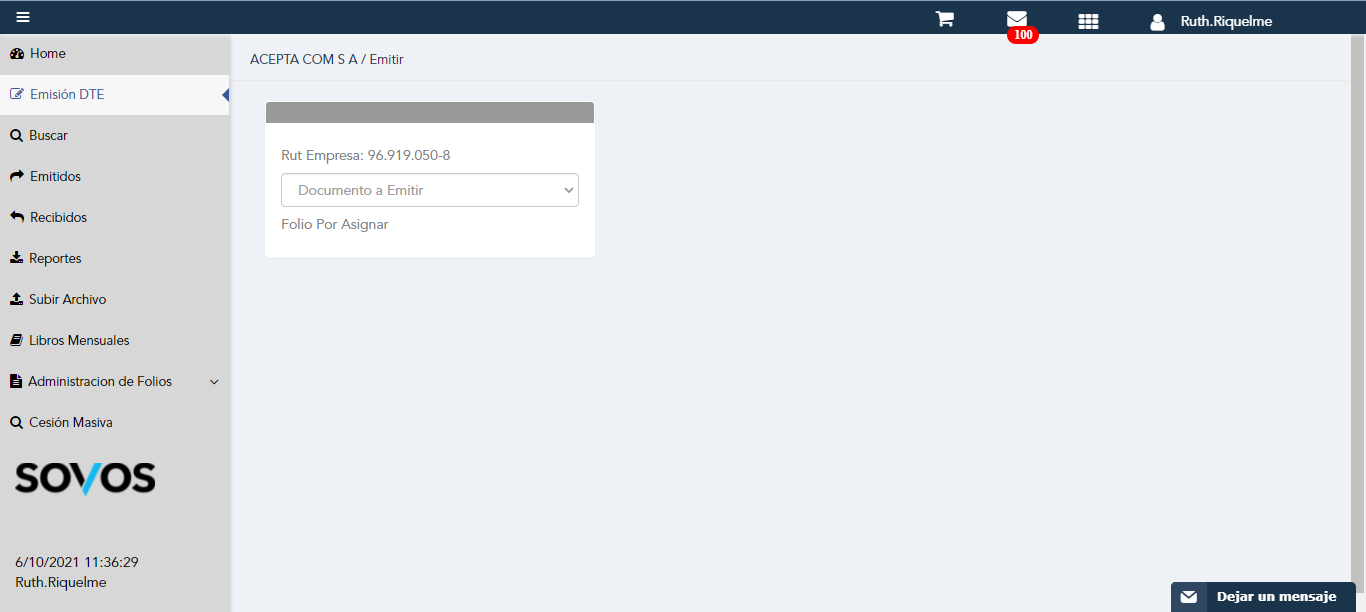 Ruth.Riquelme
100
Home
ACEPTA COM S A / Emitir
Emisión DTE
Buscar
Emitidos
Recibidos
Reportes
Subir Archivo
Libros Mensuales
Administracion de Folios
Cesión Masiva
Rut Empresa: 96.919.050-8
Documento a Emitir
Folio Por Asignar
SOVOS
6/10/2021 11:36:29
Ruth.Riquelme
Dejar un mensaje